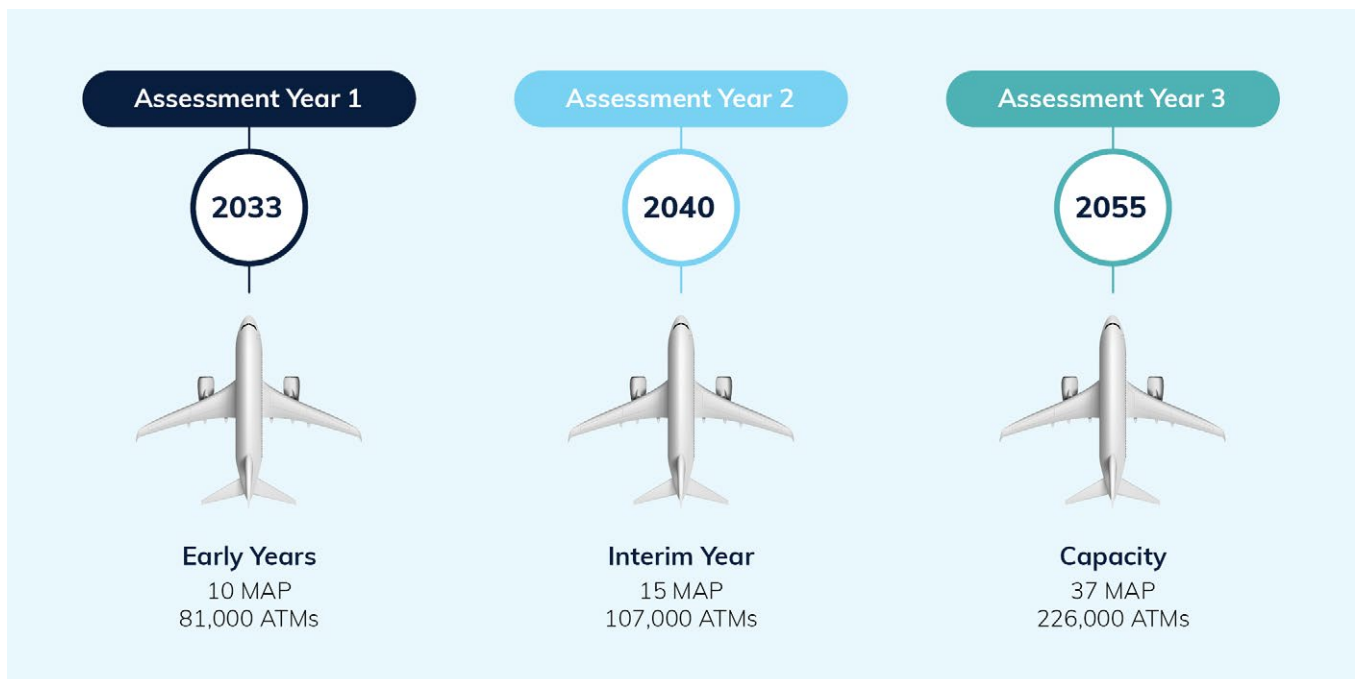 Assessment Year 1
2033
Early Years
10 MAP
81,000 ATMs
Assessment Year 2
2040
Interim Year
15 MAP
107,000 ATMs
Assessment Year 3
2055
Capacity
37 MAP
226,000 ATMs